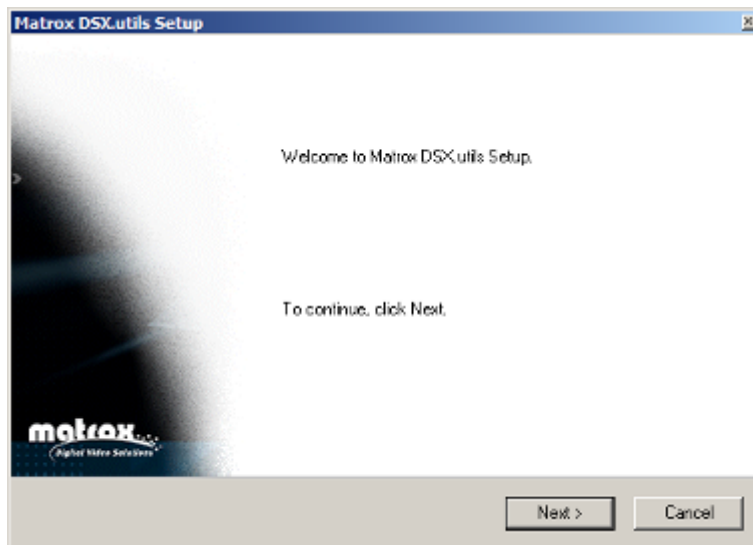 Matrox DSX.utils Setup
Welcome to Matrox DSX.utils Setup.
To continue, click Next.
matrox
Digital Video Solutions
Next >
Cancel